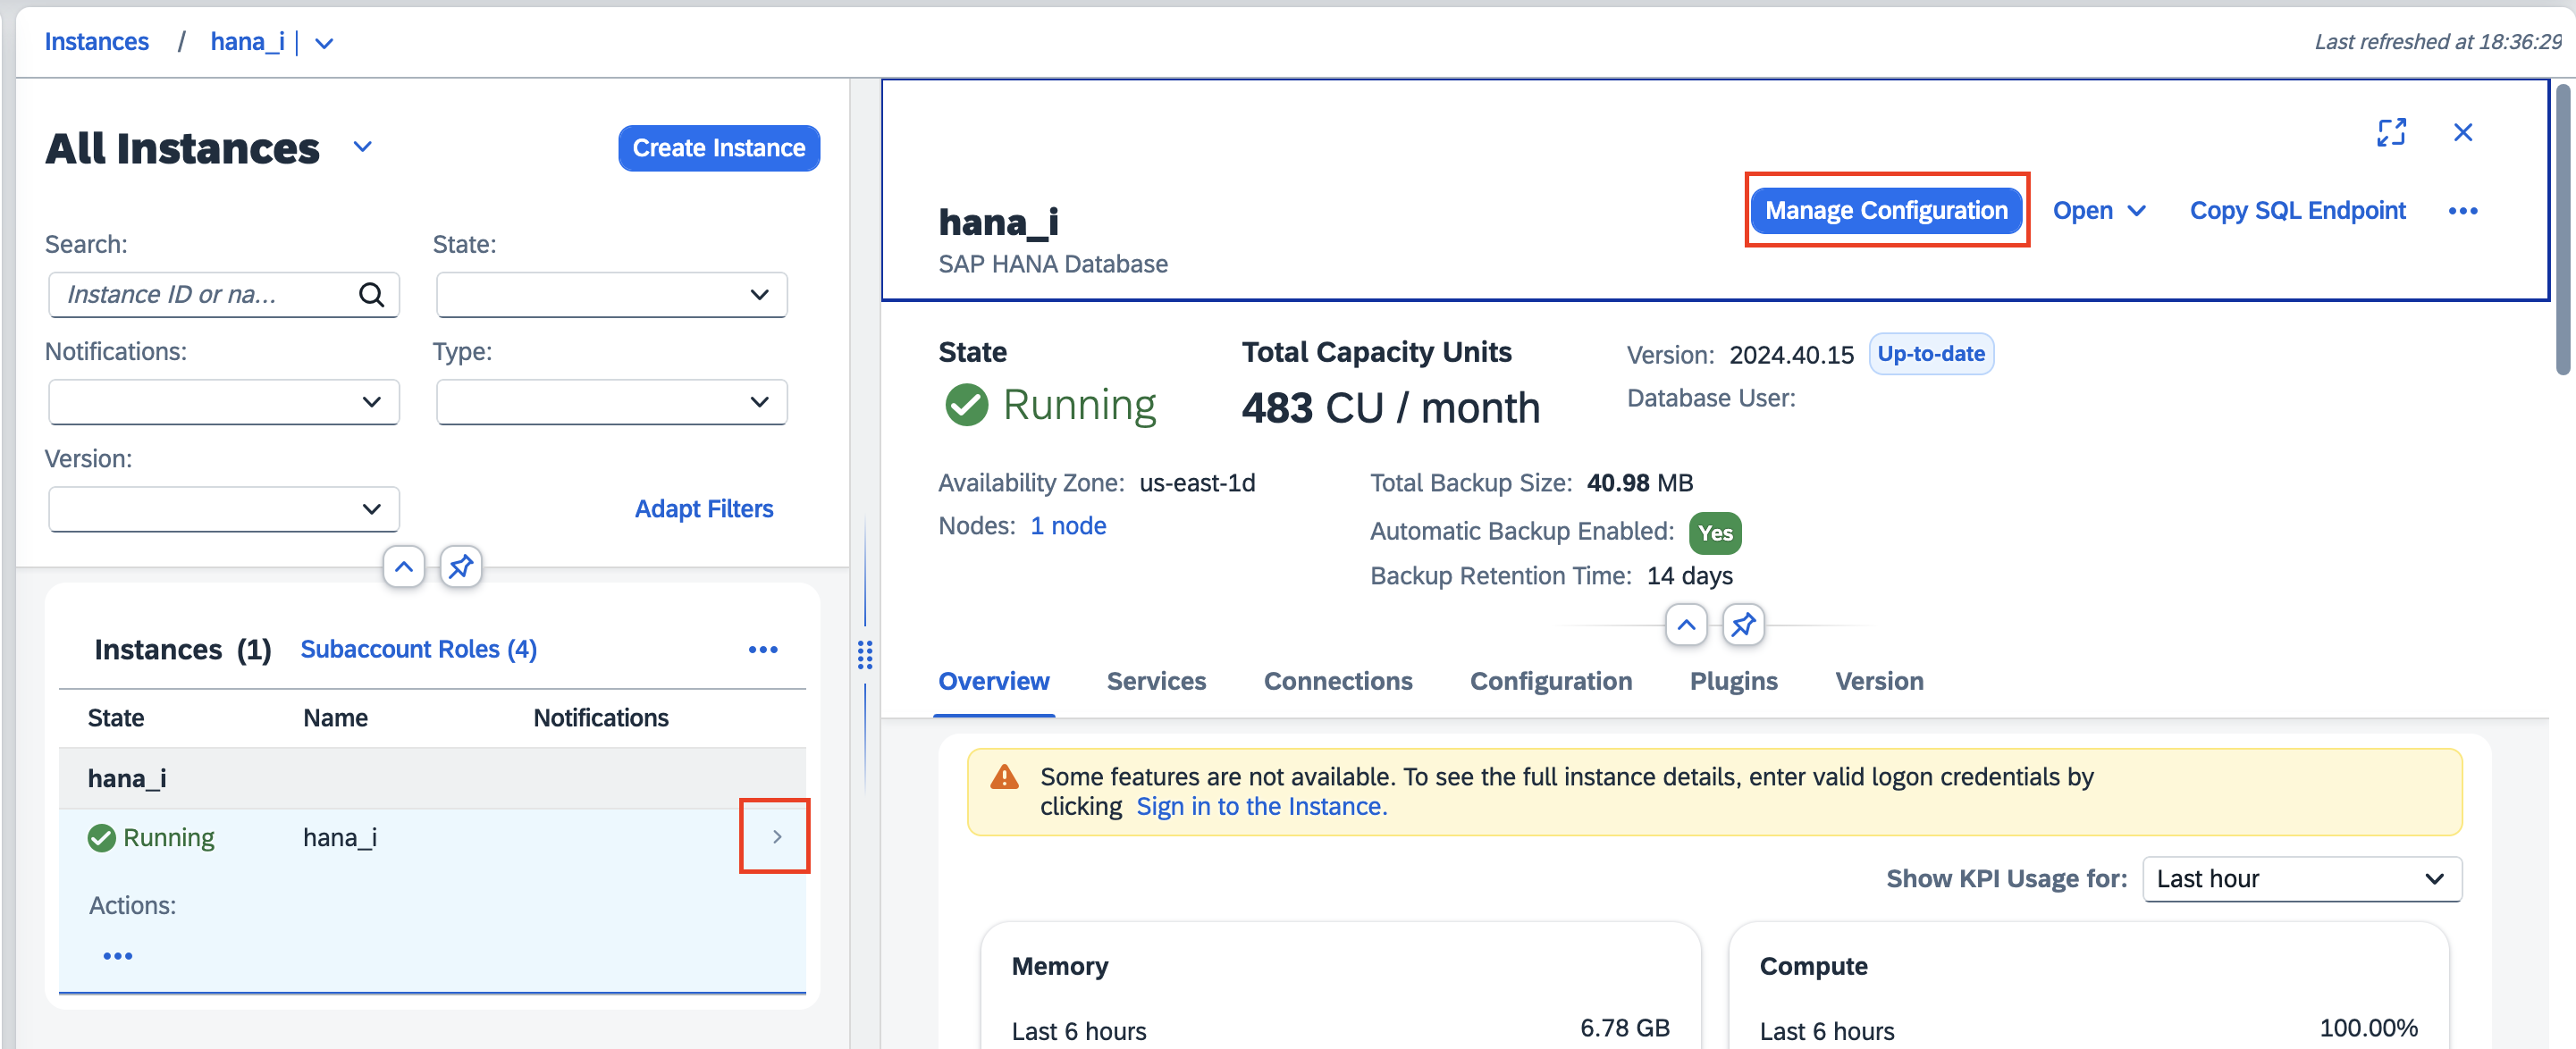 Instances / hana_i
Last refreshed at 18:36:29
All Instances
Create Instance
Search:
State:
Instance ID or na...
Notifications:
Type:
Version:
Adapt Filters
Instances (1)
Subaccount Roles (4)
State Name Notifications
hana_i
Running hana_i
Actions:
Manage Configuration
Open
Copy SQL Endpoint
hana_i
SAP HANA Database
State
Running
Total Capacity Units
483 CU / month
Version: 2024.40.15 Up-to-date
Database User:
Availability Zone: us-east-1d
Nodes: 1 node
Total Backup Size: 40.98 MB
Automatic Backup Enabled: Yes
Backup Retention Time: 14 days
Overview Services Connections Configuration Plugins Version
Some features are not available. To see the full instance details, enter valid logon credentials by
clicking Sign in to the Instance.
Show KPI Usage for: Last hour
Memory
Last 6 hours 6.78 GB
Compute
Last 6 hours 100.00%